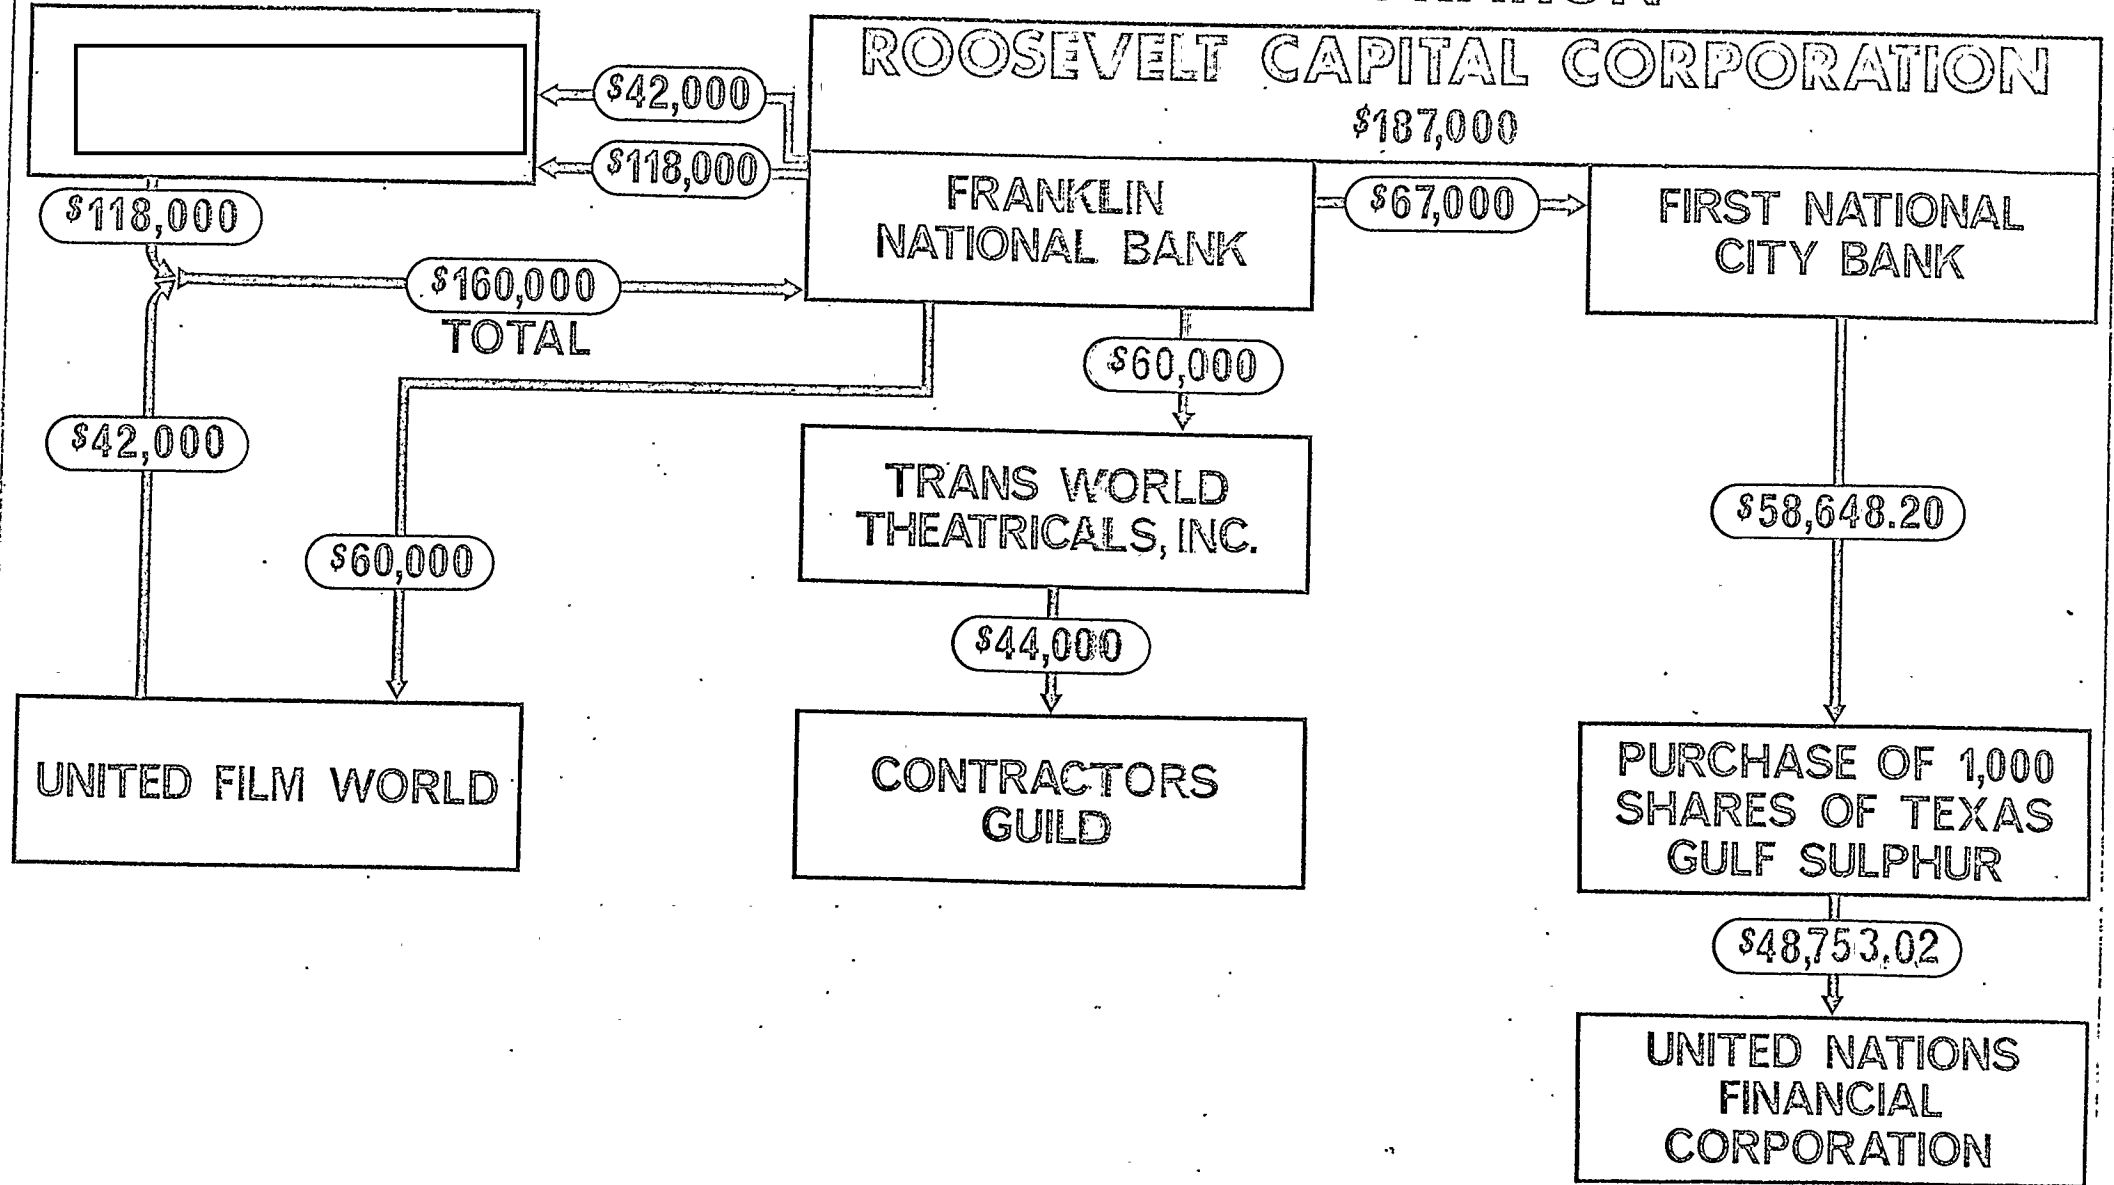 ROOSEVELT CAPITAL CORPORATION
$187,000
$42,000
$118,000
FRANKLIN
NATIONAL BANK
$67,000
FIRST NATIONAL
CITY BANK
$118,000
$160,000
TOTAL
$60,000
$42,000
TRANS WORLD
THEATRICALS, INC.
$58,648.20
$60,000
$44,000
UNITED FILM WORLD
CONTRACTORS
GUILD
PURCHASE OF 1,000
SHARES OF TEXAS
GULF SULPHUR
$48,753.02
UNITED NATIONS
FINANCIAL
CORPORATION